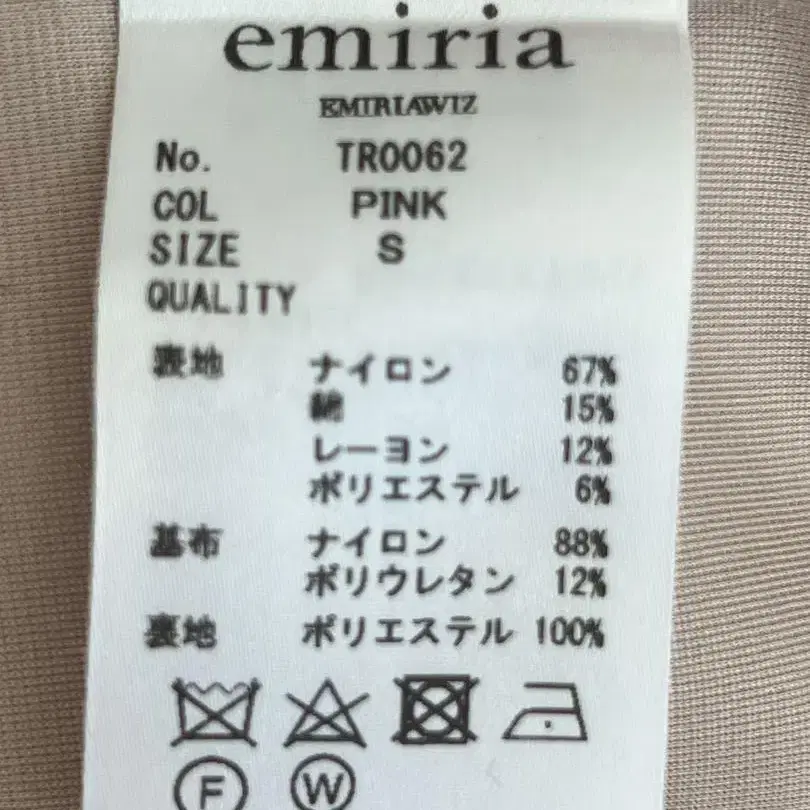 emiria
EMIRIAWIZ
No. TR0062
COL PINK
SIZE S
QUALITY
表地 ナイロン 67%
綿 15%
レーヨン 12%
ポリエステル 6%
基布 ナイロン 88%
ポリウレタン 12%
裏地 ポリエステル 100%
F W